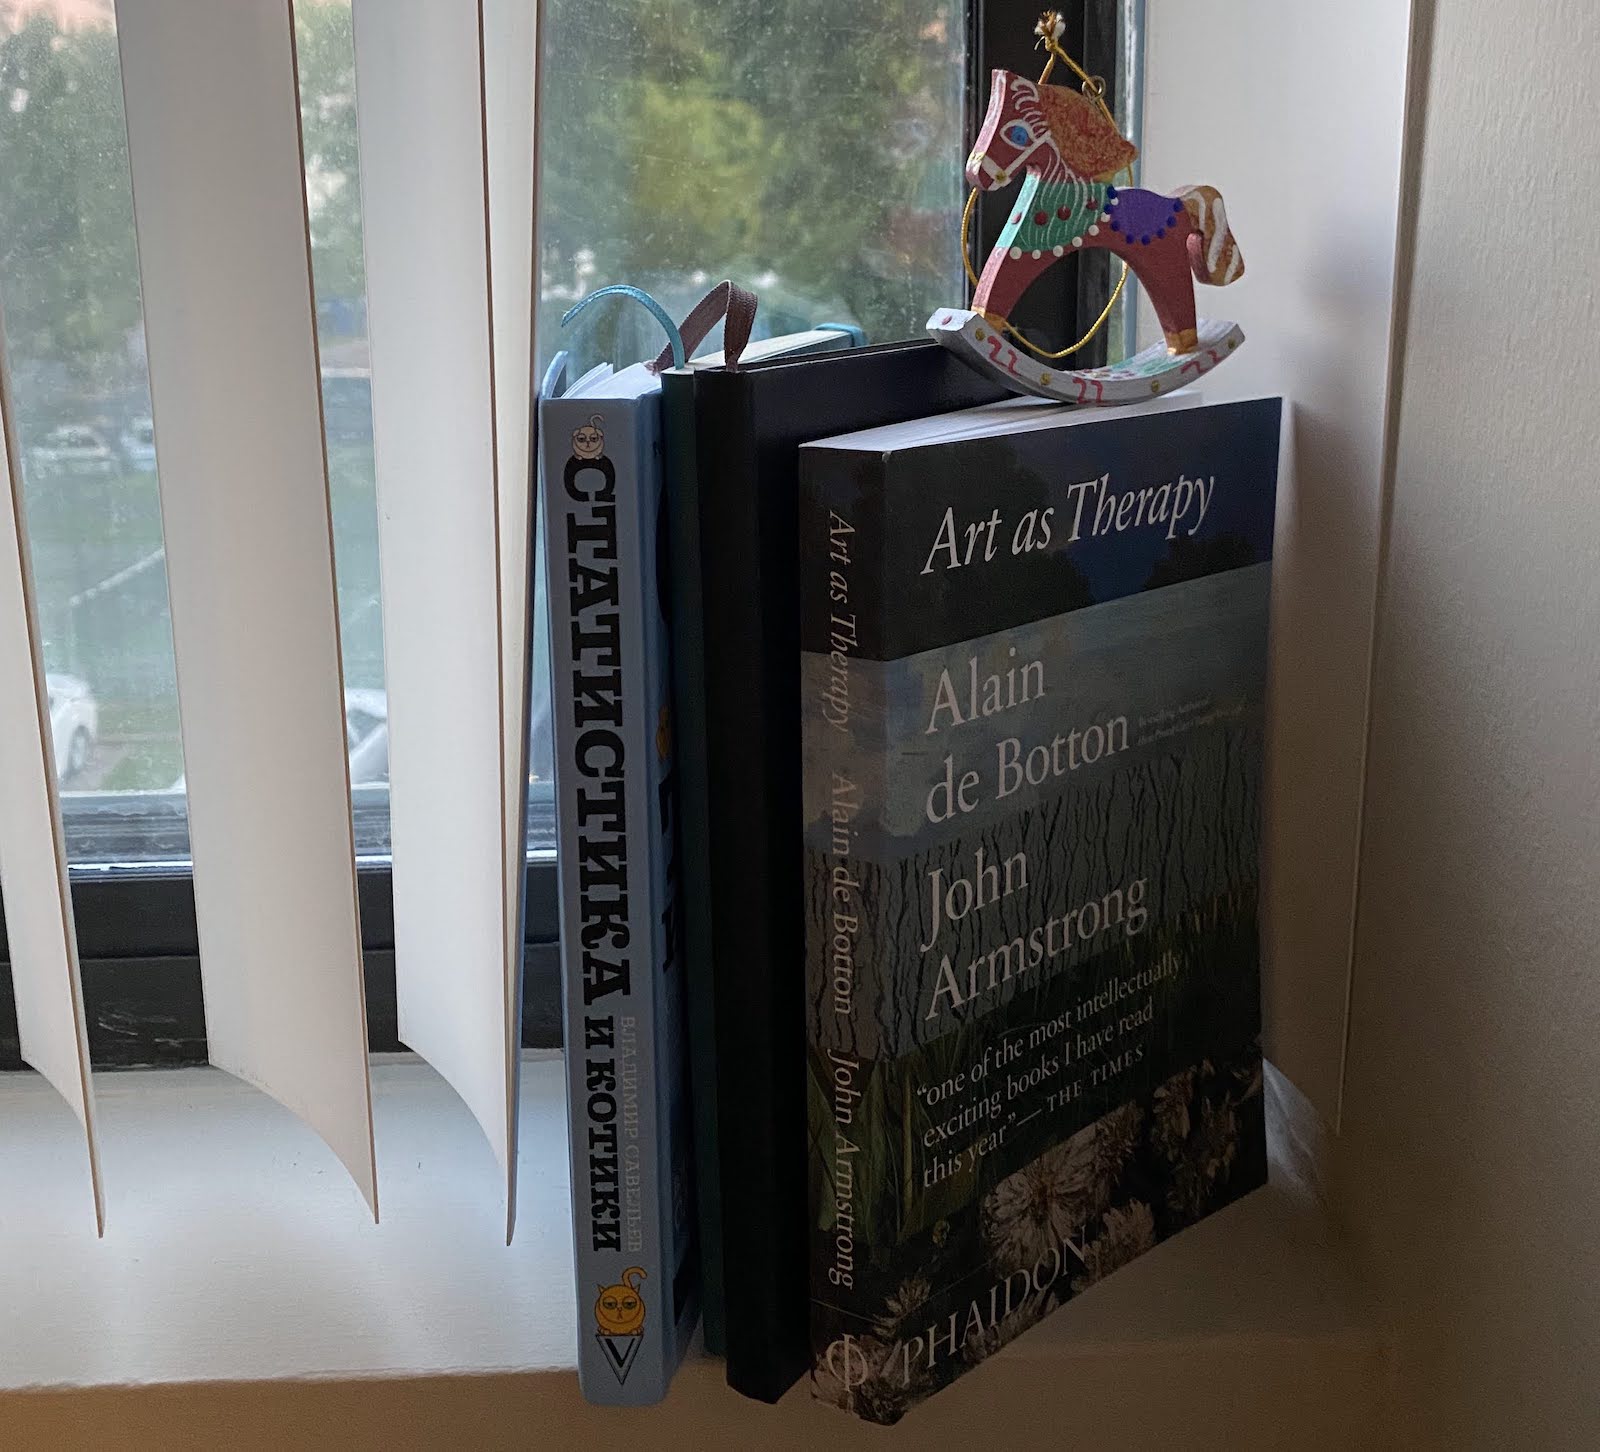 СТАТИСТИКА И КОТИКИ
ВЛАДИМИР САВЕЛЬЕВ
Art as Therapy
Alain de Botton
John Armstrong
Art as Therapy
Alain
de Botton
John
Armstrong
“one of the most intellectually
exciting books I have read
this year”—THE TIMES
PHAIDON